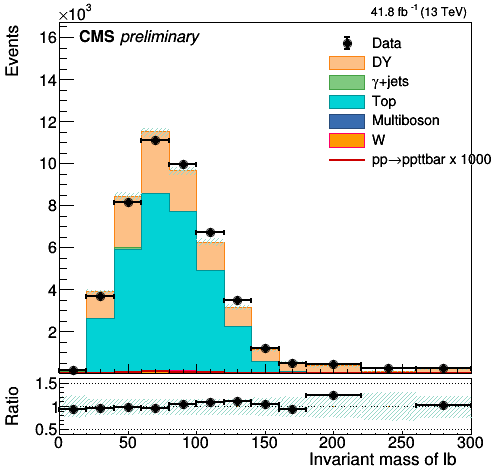 ×10³
41.8 fb⁻¹ (13 TeV)
CMS preliminary
Events
16
14
12
10
8
6
4
2
Data
DY
γ+jets
Top
Multiboson
W
pp→ppttbar x 1000
Ratio
1.5
1
0.5
0 50 100 150 200 250 300
Invariant mass of lb